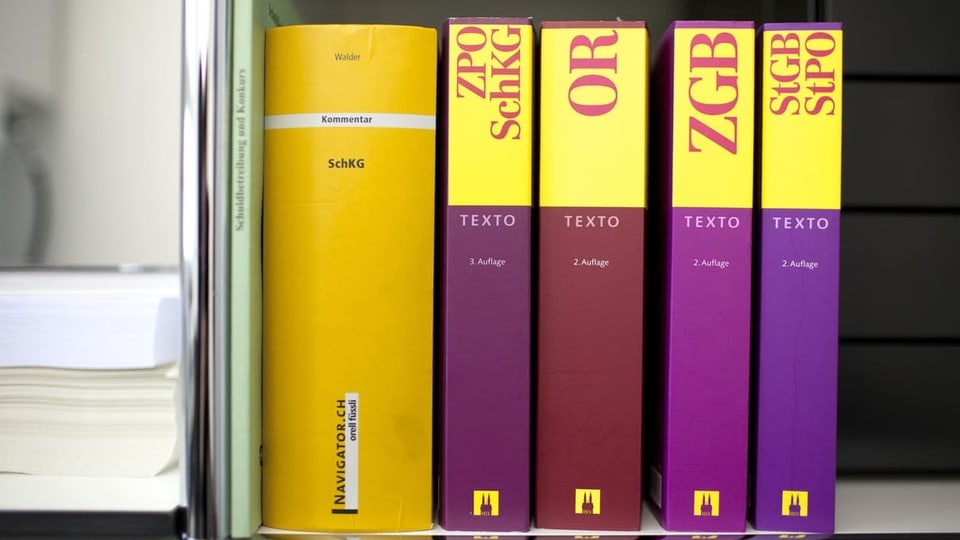 Schuldbetreibung und Konkurs
Walder
Kommentar
SchKG
NAVIGATOR.CH
orell füssli
ZPO
SchKG
TEXTO
3. Auflage
OR
TEXTO
2. Auflage
ZGB
TEXTO
2. Auflage
StGB
StPO
TEXTO
2. Auflage